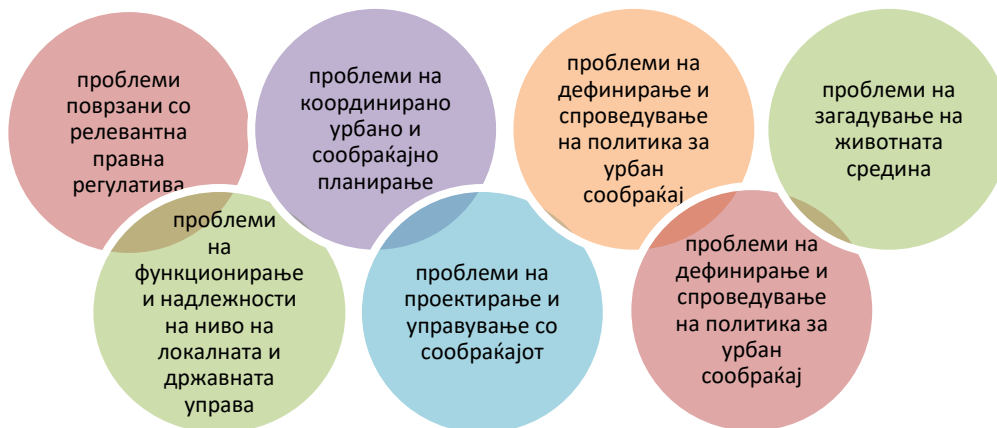 проблеми
поврзани со
релевантна
правна
регулатива
проблеми
на
функционирање
и надлежности
на ниво на
локалната и
државната
управа
проблеми на
координирано
урбано и
сообраќајно
планирање
проблеми на
проектирање и
управување со
сообраќајот
проблеми на
дефинирање и
спроведување
на политика за
урбан
сообраќај
проблеми на
дефинирање и
спроведување
на политика за
урбан
сообраќај
проблеми на
загадување на
животната
средина